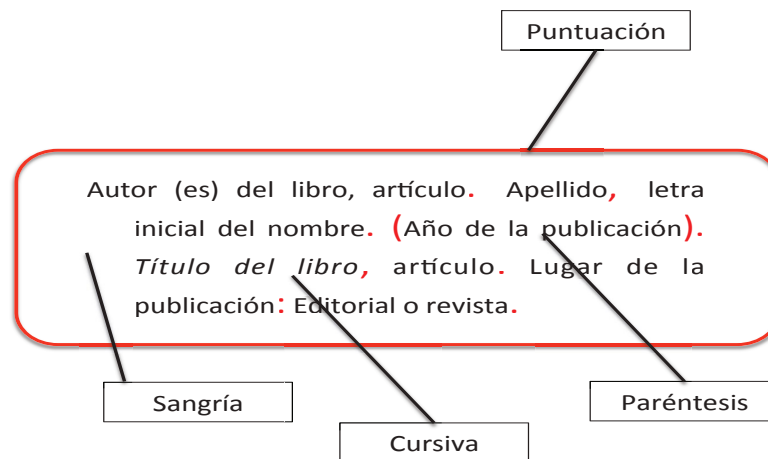 Puntuación
Autor (es) del libro, artículo. Apellido, letra
inicial del nombre. (Año de la publicación).
Título del libro, artículo. Lugar de la
publicación: Editorial o revista.
Sangría
Paréntesis
Cursiva